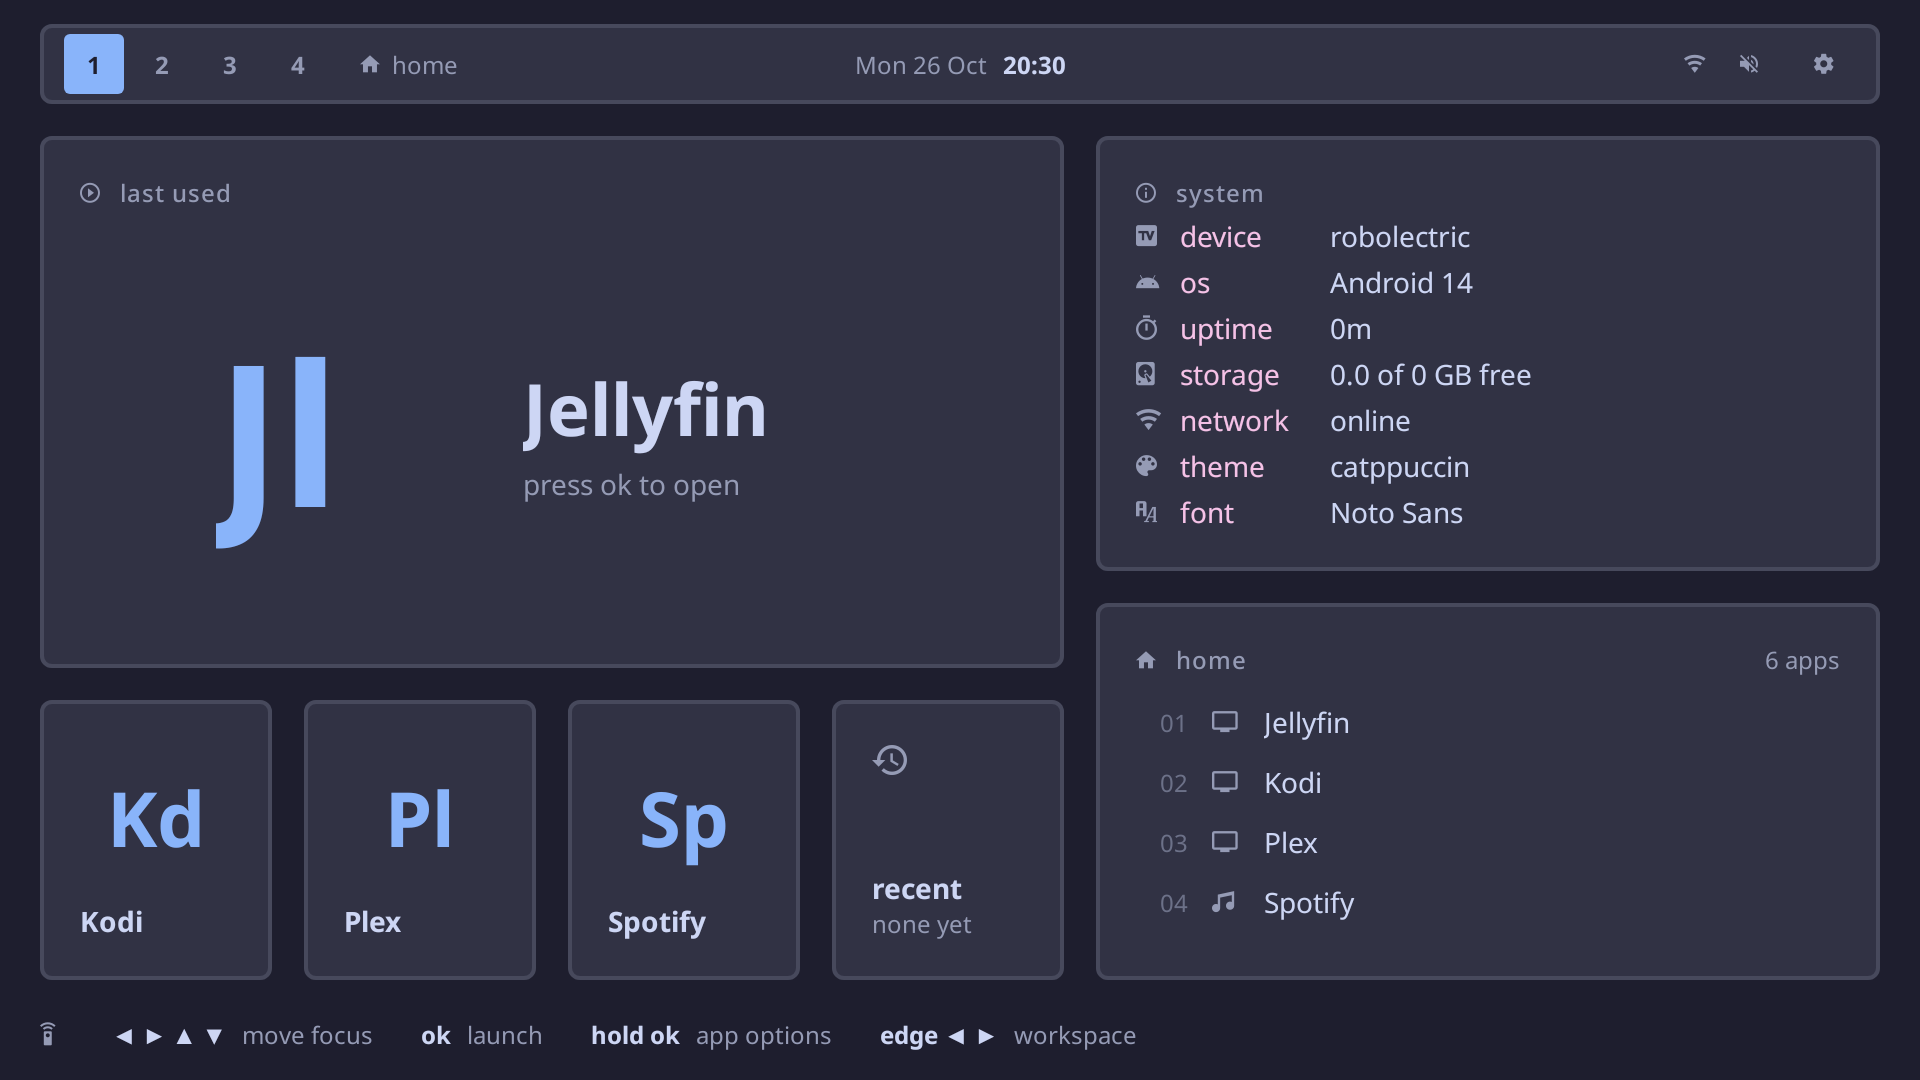 1 2 3 4 home Mon 26 Oct 20:30
last used
Jl
Jellyfin
press ok to open
system
device robolectric
os Android 14
uptime 0m
storage 0.0 of 0 GB free
network online
theme catppuccin
font Noto Sans
Kd
Kodi
Pl
Plex
Sp
Spotify
recent
none yet
home 6 apps
01 Jellyfin
02 Kodi
03 Plex
04 Spotify
◀ ▶ ▲ ▼ move focus ok launch hold ok app options edge ◀ ▶ workspace